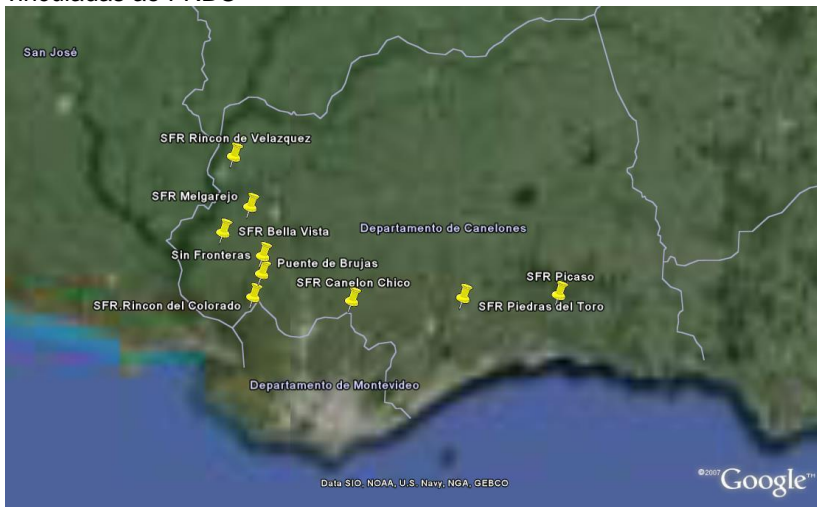 San José
SFR Rincon de Velazquez
SFR Melgarejo
SFR Bella Vista
Departamento de Canelones
Sin Fronteras
Puente de Brujas
SFR Canelon Chico
SFR Picaso
SFR.Rincon del Colorado
SFR Piedras del Toro
Departamento de Montevideo
Data SIO, NOAA, U.S. Navy, NGA, GEBCO
©2007 Google™